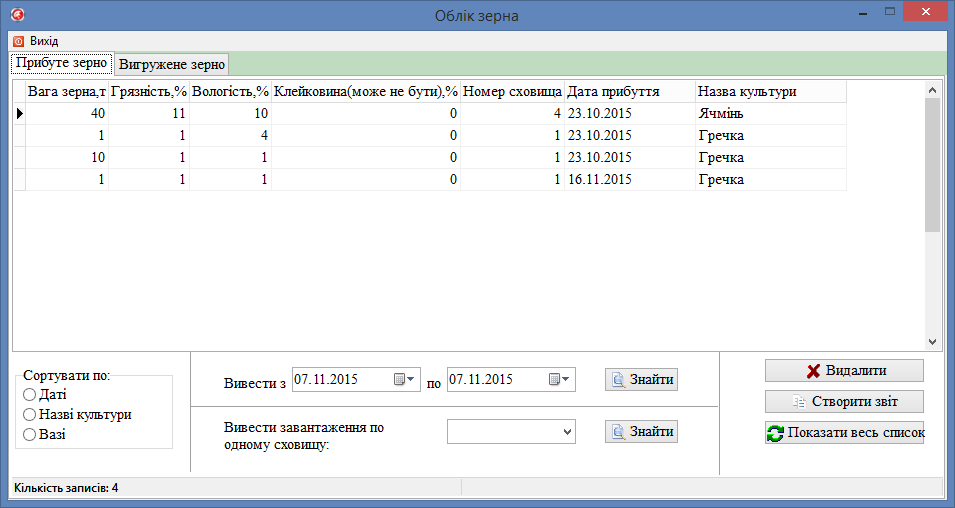 Облік зерна
Вихід
Прибуте зерно Вигружене зерно
Вага зерна,т Грязність,% Вологість,% Клейковина(може не бути),% Номер сховища Дата прибуття Назва культури
40 11 10 0 4 23.10.2015 Ячмінь
1 1 4 0 1 23.10.2015 Гречка
10 1 1 0 1 23.10.2015 Гречка
1 1 1 0 1 16.11.2015 Гречка
Сортувати по:
Даті
Назві культури
Вазі
Вивести з 07.11.2015 по 07.11.2015 Знайти
Вивести завантаження по
одному сховищу:
Знайти
Видалити
Створити звіт
Показати весь список
Кількість записів: 4